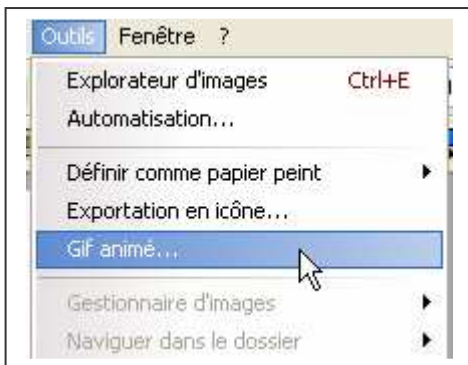 Outils Fenêtre ?
Explorateur d'images Ctrl+E
Automatisation...
Définir comme papier peint
Exportation en icône...
Gif animé...
Gestionnaire d'images
Naviguer dans le dossier